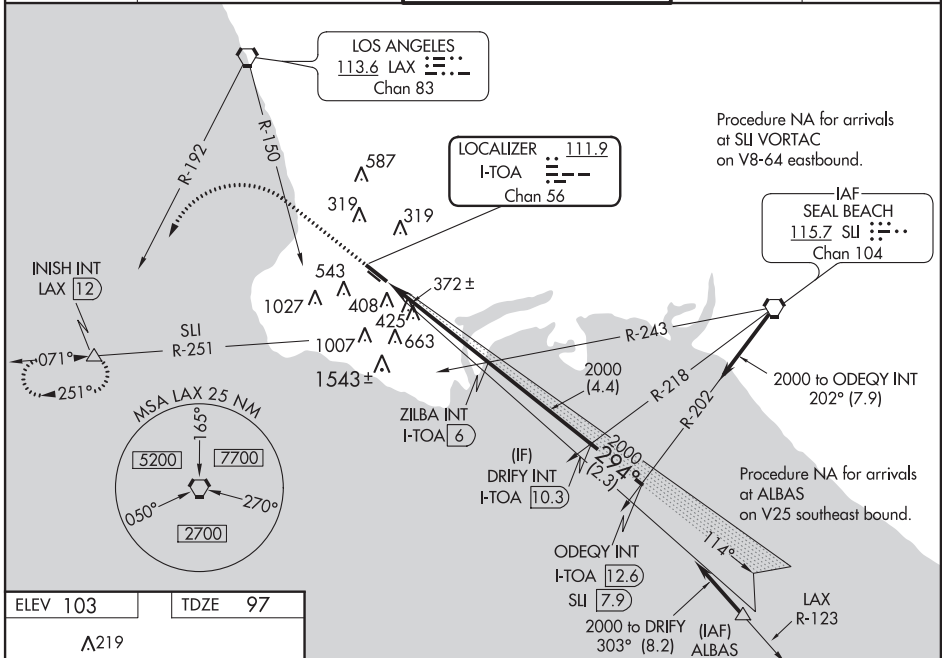 LOS ANGELES
113.6 LAX
Chan 83
R-192
R-150
LOCALIZER 111.9
I-TOA
Chan 56
Procedure NA for arrivals
at SLI VORTAC
on V8-64 eastbound.
IAF
SEAL BEACH
115.7 SLI
Chan 104
587
319
319
INISH INT
LAX 12
543
1027
408
372 ±
425
1007
663
1543 ±
SLI
R-251
071°
251°
R-243
R-218
R-202
2000
(4.4)
2000 to ODEQY INT
202° (7.9)
ZILBA INT
I-TOA 6
MSA LAX 25 NM
165°
5200
7700
050°
270°
2700
(IF)
DRIFY INT
I-TOA 10.3
2000
294°
(2.3)
Procedure NA for arrivals
at ALBAS
on V25 southeast bound.
114°
ODEQY INT
I-TOA 12.6
SLI 7.9
2000 to DRIFY
303° (8.2)
(IAF)
ALBAS
LAX
R-123
ELEV 103
TDZE 97
219